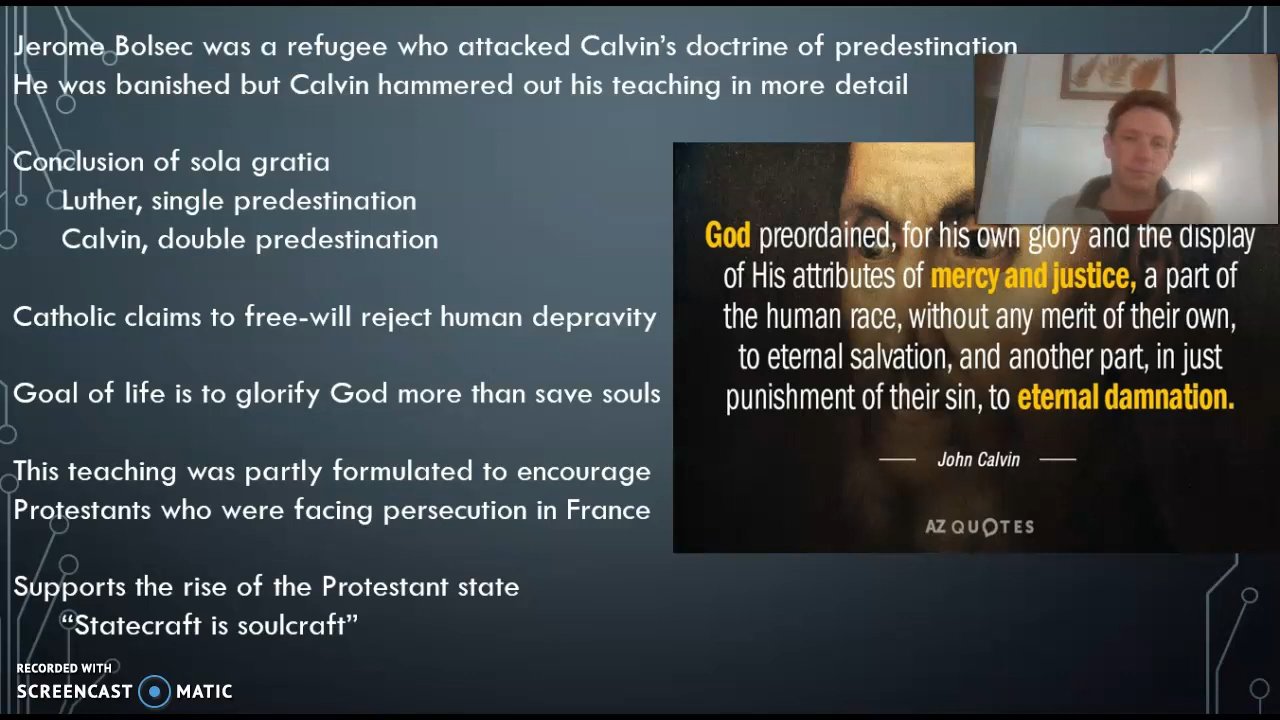 Jerome Bolsec was a refugee who attacked Calvin's doctrine of predestination
He was banished but Calvin hammered out his teaching in more detail
Conclusion of sola gratia
Luther, single predestination
Calvin, double predestination
Catholic claims to free-will reject human depravity
Goal of life is to glorify God more than save souls
This teaching was partly formulated to encourage
Protestants who were facing persecution in France
Supports the rise of the Protestant state
“Statecraft is soulcraft”
God preordained, for his own glory and the display
of His attributes of mercy and justice, a part of
the human race, without any merit of their own,
to eternal salvation, and another part, in just
punishment of their sin, to eternal damnation.
John Calvin
AZ QUOTES
RECORDED WITH
SCREENCAST MATIC